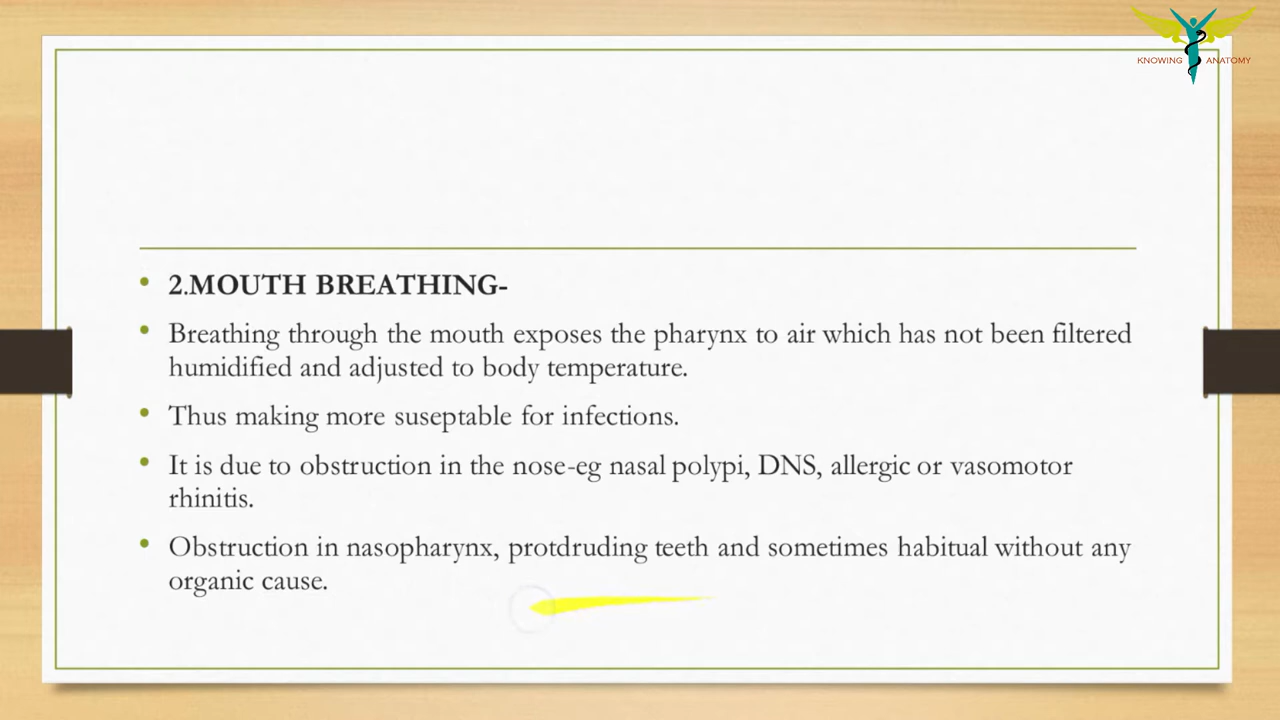 KNOWING ANATOMY
2.MOUTH BREATHING-
Breathing through the mouth exposes the pharynx to air which has not been filtered
humidified and adjusted to body temperature.
Thus making more suseptable for infections.
It is due to obstruction in the nose-eg nasal polypi, DNS, allergic or vasomotor
rhinitis.
Obstruction in nasopharynx, protdruding teeth and sometimes habitual without any
organic cause.